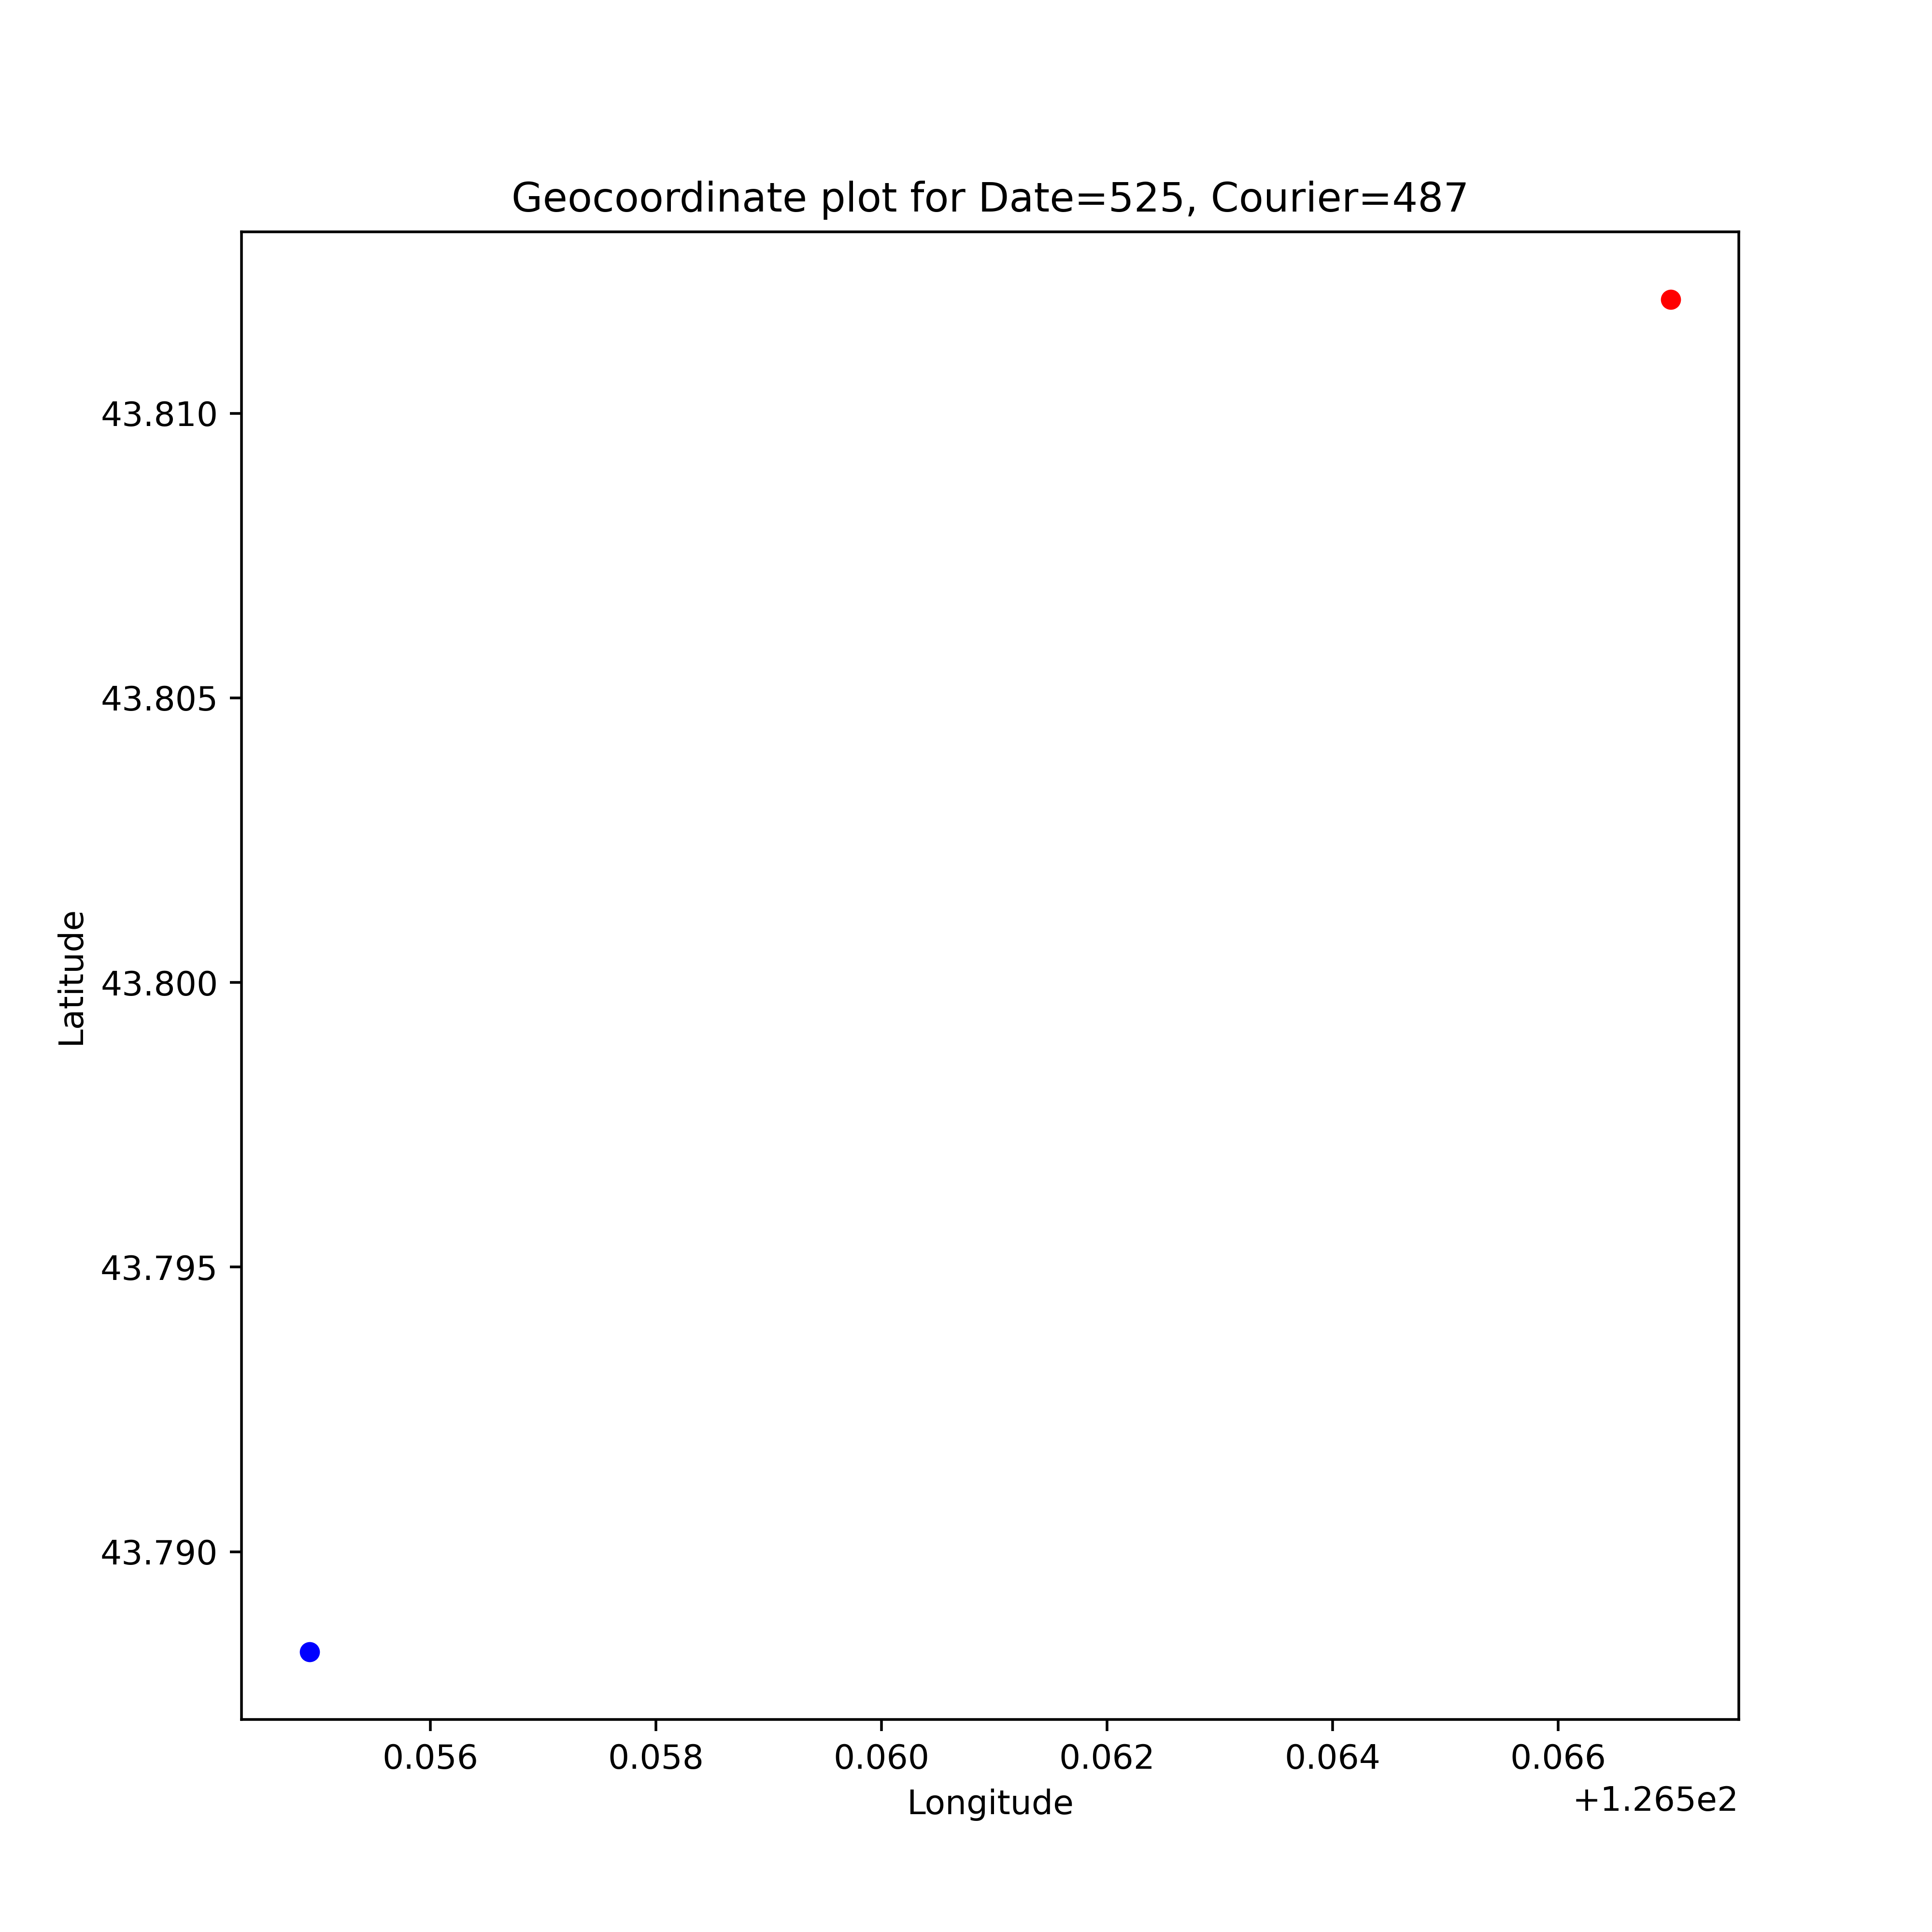 Geocoordinate plot for Date=525, Courier=487
43.810
43.805
43.800
43.795
43.790
Latitude
0.056 0.058 0.060 0.062 0.064 0.066
+1.265e2
Longitude